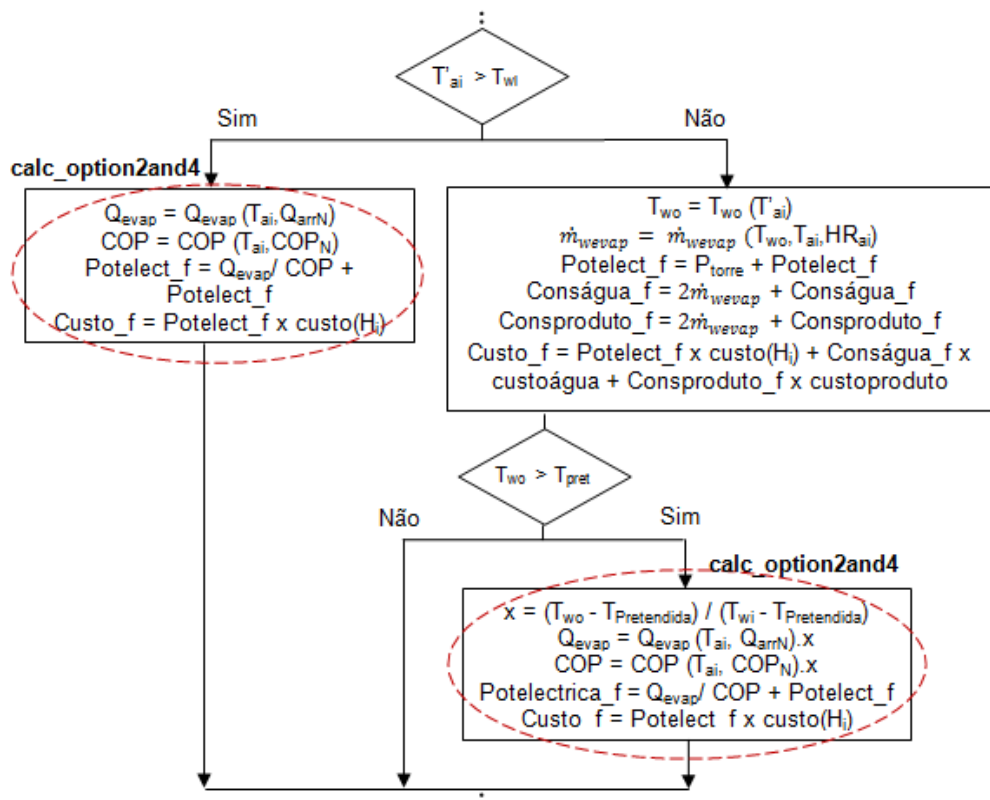 T'ai > Twi
Sim
Não
calc_option2and4
Qevap = Qevap (Tai,QarrN)
COP = COP (Tai,COPN)
Potelect_f = Qevap/ COP +
Potelect_f
Custo_f = Potelect_f x custo(Hi)
Two = Two (T'ai)
ṁwevap = ṁwevap (Two,Tai,HRai)
Potelect_f = Ptorre + Potelect_f
Conságua_f = 2ṁwevap + Conságua_f
Consproduto_f = 2ṁwevap + Consproduto_f
Custo_f = Potelect_f x custo(Hi) + Conságua_f x
custoágua + Consproduto_f x custoproduto
Two > Tpret
Não
Sim
calc_option2and4
x = (Two - TPretendida) / (Twi - TPretendida)
Qevap = Qevap (Tai, QarrN).x
COP = COP (Tai, COPN).x
Potelectrica_f = Qevap/ COP + Potelect_f
Custo_f = Potelect_f x custo(Hi)